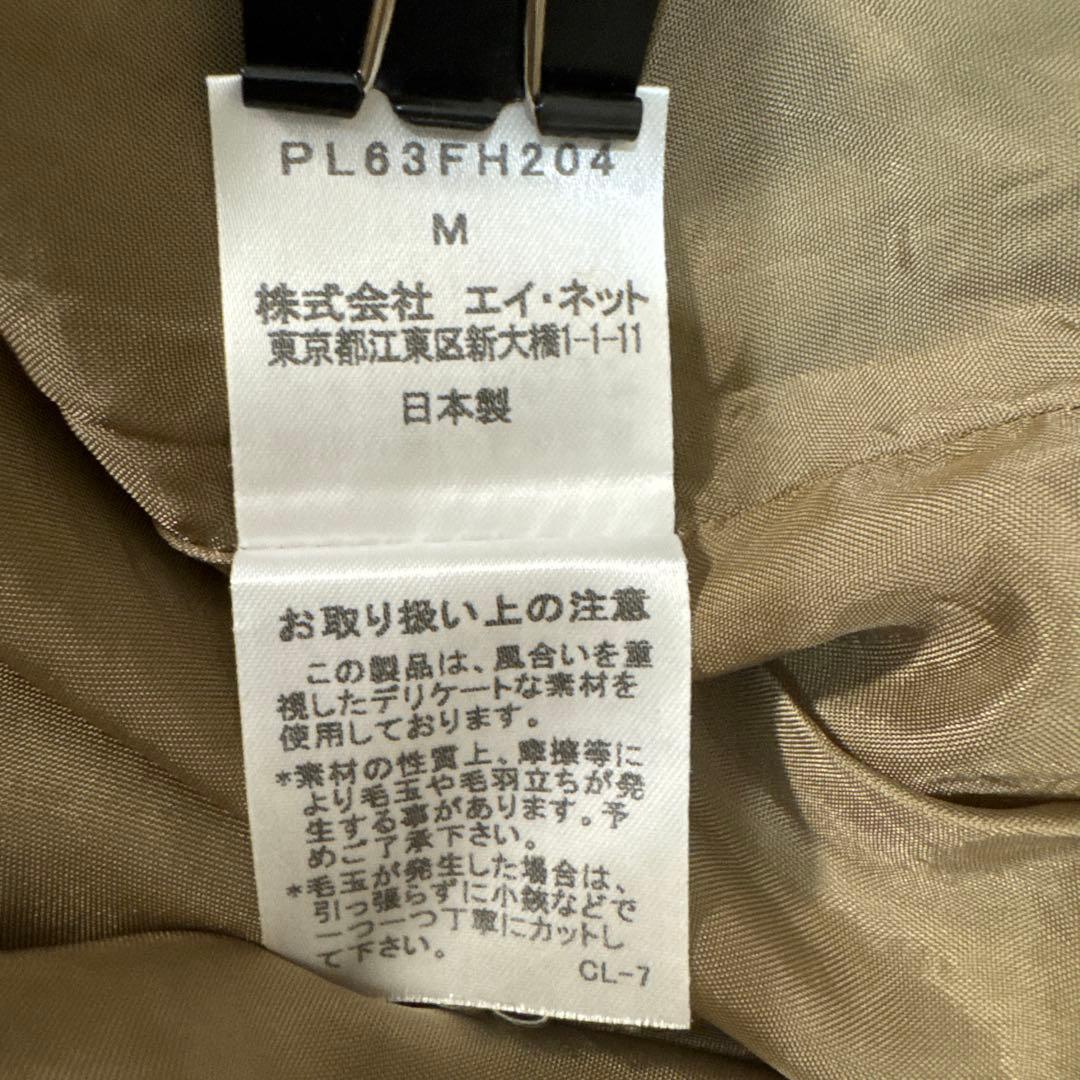 PL63FH204
M
株式会社 エイ・ネット
東京都江東区新大橋1-1-11
日本製
お取り扱い上の注意
この製品は、風合いを重
視したデリケートな素材を
使用しております。
*素材の性質上、摩擦等に
より毛玉や毛羽立ちが発
生する事があります。予
めご了承下さい。
*毛玉が発生した場合は、
引っ張らずに小鋏などで
一つ一つ丁寧にカットし
て下さい。
CL-7